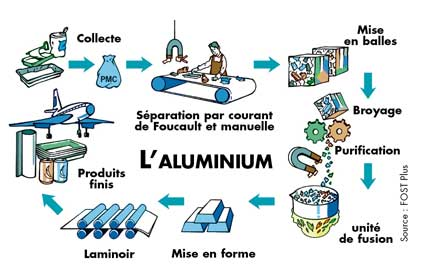 Collecte
PMC
Mise
en balles
Séparation par courant
de Foucault et manuelle
Broyage
Purification
L'ALUMINIUM
Produits
finis
unité
de fusion
Laminoir
Mise en forme
Source : FOST Plus